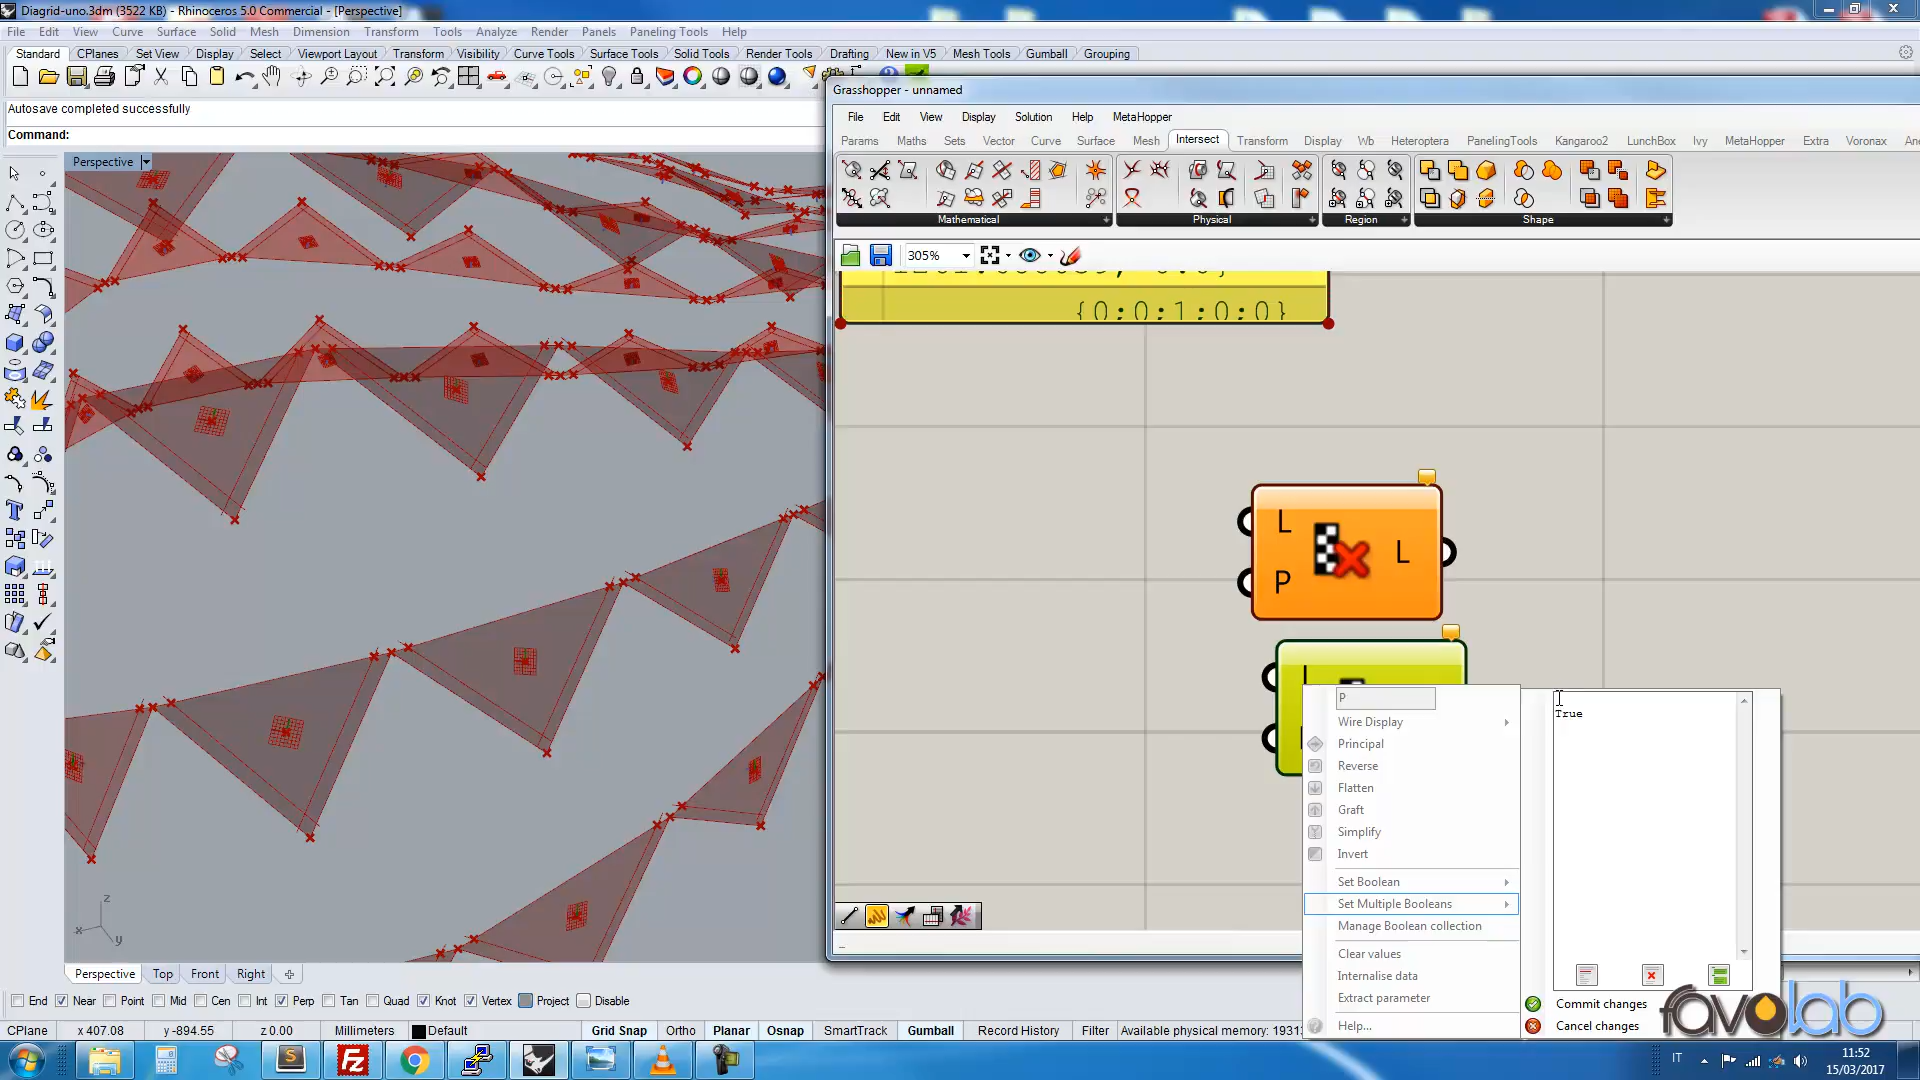 Diagrid-uno.3dm (3522 KB) - Rhinoceros 5.0 Commercial - [Perspective]
File Edit View Curve Surface Solid Mesh Dimension Transform Tools Analyze Render Panels Paneling Tools Help
Standard CPlanes Set View Display Select Viewport Layout Transform Visibility Curve Tools Surface Tools Solid Tools Render Tools Drafting New in V5 Mesh Tools Gumball Grouping
Autosave completed successfully
Command:
Perspective
Grasshopper - unnamed
File Edit View Display Solution Help MetaHopper
Params Maths Sets Vector Curve Surface Mesh Intersect Transform Display Wb Heteroptera PanelingTools Kangaroo2 LunchBox Ivy MetaHopper Extra Voronax
Mathematical Physical Region Shape
305%
{0;0;1;0;0}
L
P
L
P
Wire Display
Principal
Reverse
Flatten
Graft
Simplify
Invert
Set Boolean
Set Multiple Booleans
Manage Boolean collection
Clear values
Internalise data
Extract parameter
Help...
True
Commit changes
Cancel changes
favolab
z
x
y
Perspective Top Front Right
End Near Point Mid Cen Int Perp Tan Quad Knot Vertex Project Disable
CPlane x 407.08 y -894.55 z 0.00 Millimeters Default Grid Snap Ortho Planar Osnap SmartTrack Gumball Record History Filter Available physical memory: 1931
IT
11:52
15/03/2017